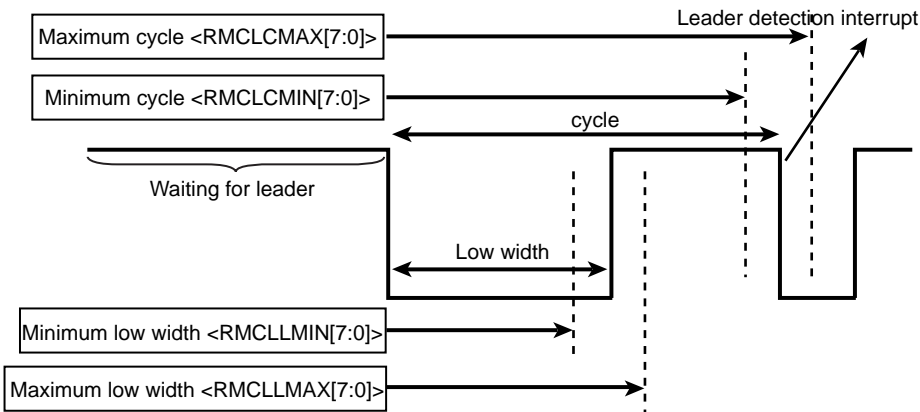 Leader detection interrupt
Maximum cycle <RMCLCMAX[7:0]>
Minimum cycle <RMCLCMIN[7:0]>
cycle
Waiting for leader
Low width
Minimum low width <RMCLLMIN[7:0]>
Maximum low width <RMCLLMAX[7:0]>